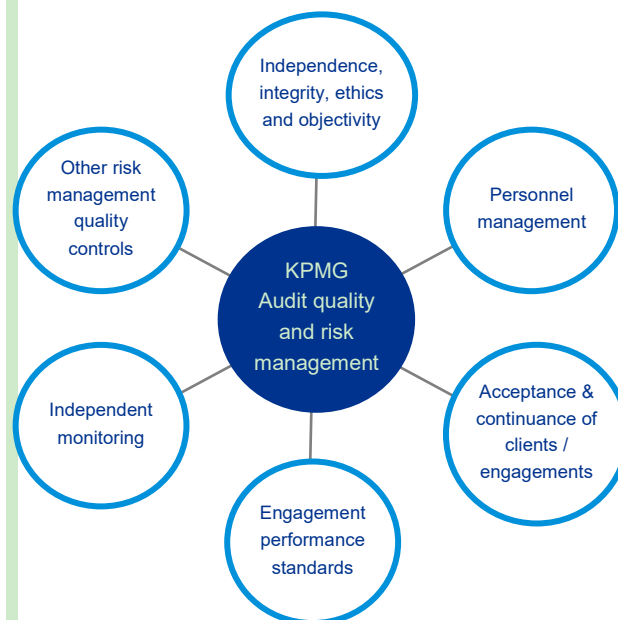 Independence,
integrity, ethics
and objectivity
Other risk
management
quality
controls
Personnel
management
KPMG
Audit quality
and risk
management
Independent
monitoring
Acceptance &
continuance of
clients /
engagements
Engagement
performance
standards